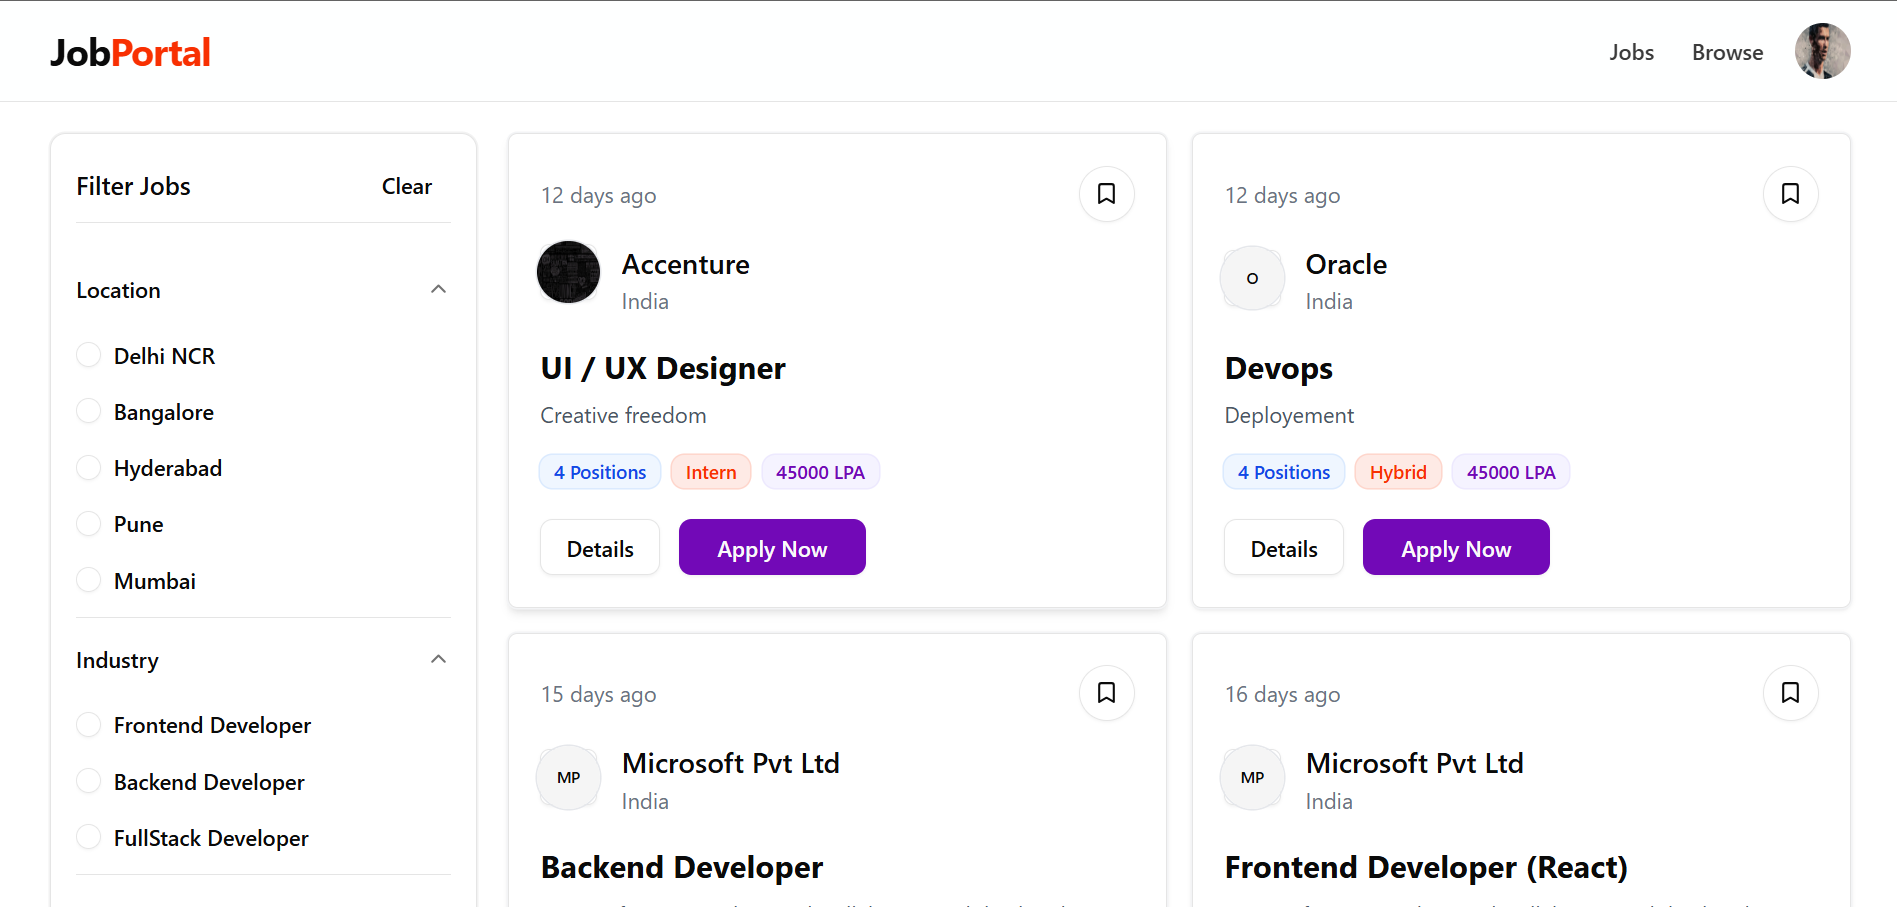 JobPortal
Jobs Browse
Filter Jobs Clear
Location
Delhi NCR
Bangalore
Hyderabad
Pune
Mumbai
Industry
Frontend Developer
Backend Developer
FullStack Developer
12 days ago
Accenture
India
UI / UX Designer
Creative freedom
4 Positions Intern 45000 LPA
Details Apply Now
12 days ago
O
Oracle
India
Devops
Deployement
4 Positions Hybrid 45000 LPA
Details Apply Now
15 days ago
MP
Microsoft Pvt Ltd
India
Backend Developer
16 days ago
MP
Microsoft Pvt Ltd
India
Frontend Developer (React)